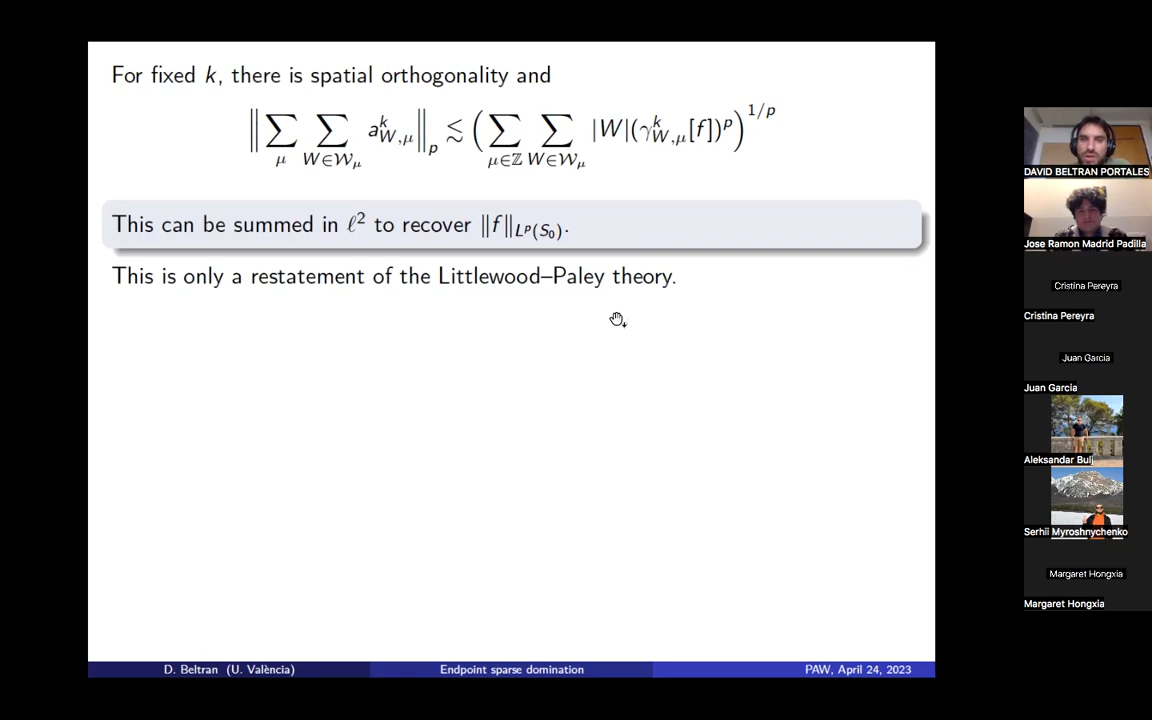 For fixed k, there is spatial orthogonality and
‖∑_μ ∑_{W∈𝒲_μ} a^k_{W,μ}‖_p ≲ (∑_{μ∈ℤ} ∑_{W∈𝒲_μ} |W|(γ^k_{W,μ}[f])^p)^{1/p}
This can be summed in ℓ² to recover ‖f‖_{L^p(S_0)}.
This is only a restatement of the Littlewood–Paley theory.
D. Beltran (U. València) Endpoint sparse domination PAW, April 24, 2023
DAVID BELTRAN PORTALES
Jose Ramon Madrid Padilla
Cristina Pereyra
Cristina Pereyra
Juan Garcia
Juan Garcia
Aleksandar Bulj
Serhii Myroshnychenko
Margaret Hongxia
Margaret Hongxia